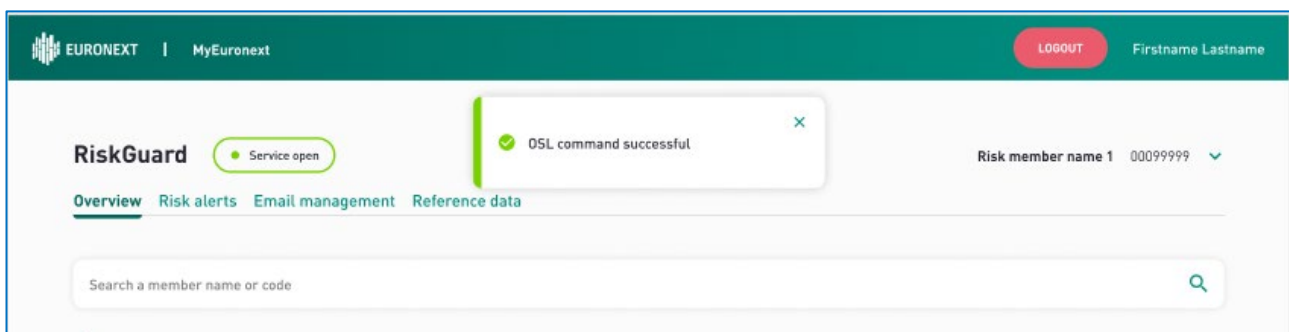 EURONEXT | MyEuronext LOGOUT Firstname Lastname
OSL command successful
RiskGuard Service open Risk member name 1 00099999
Overview Risk alerts Email management Reference data
Search a member name or code